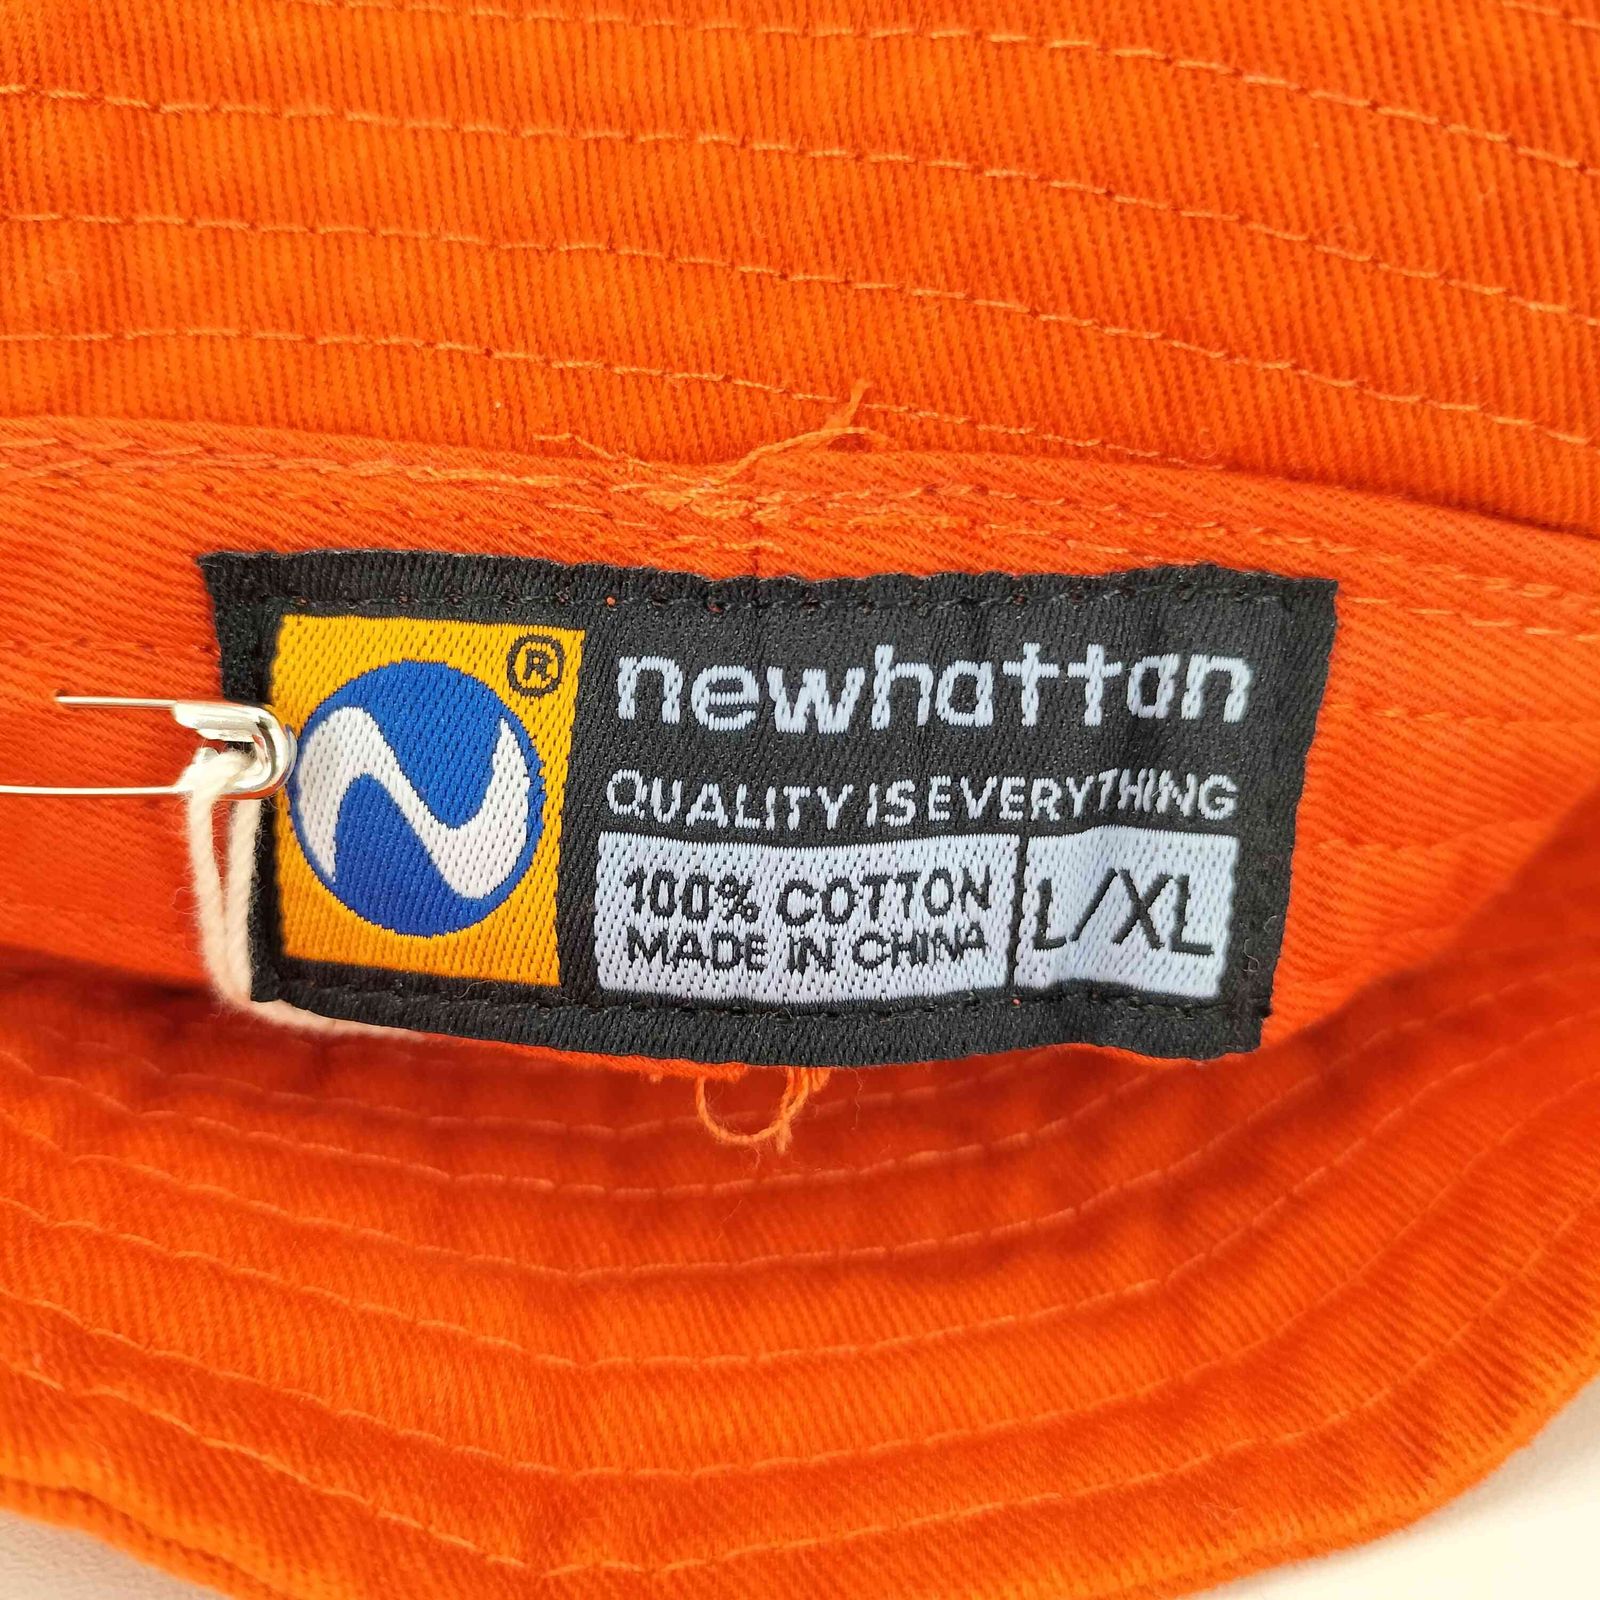 ®
newhattan
QUALITY IS EVERYTHING
100% COTTON
MADE IN CHINA
L/XL